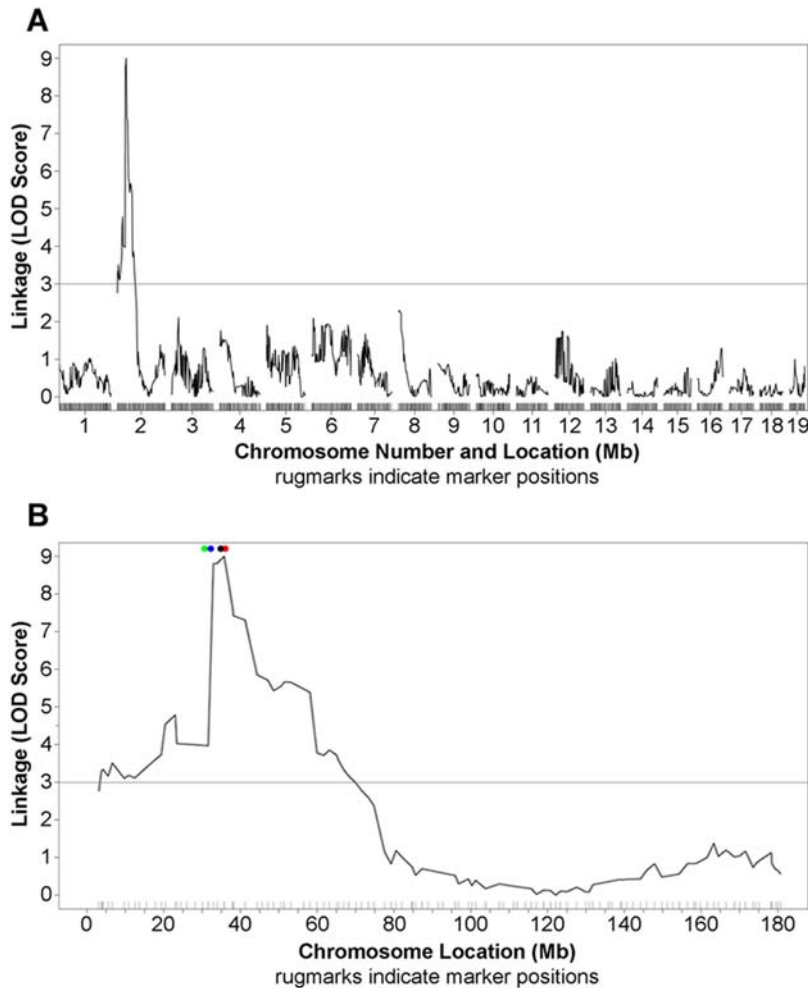 A
Linkage (LOD Score)
9
8
7
6
5
4
3
2
1
0
1 2 3 4 5 6 7 8 9 10 11 12 13 14 15 16 17 18 19
Chromosome Number and Location (Mb)
rugmarks indicate marker positions
B
Linkage (LOD Score)
9
8
7
6
5
4
3
2
1
0
0 20 40 60 80 100 120 140 160 180
Chromosome Location (Mb)
rugmarks indicate marker positions